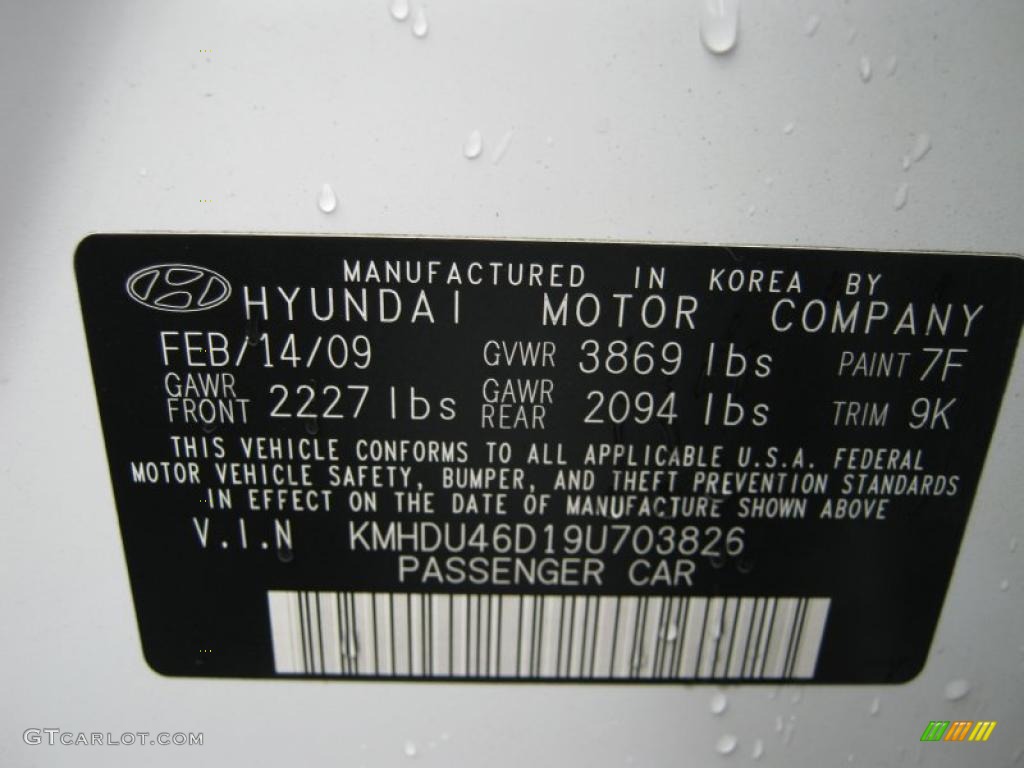 MANUFACTURED IN KOREA BY
HYUNDAI MOTOR COMPANY
FEB/14/09 GVWR 3869 lbs PAINT 7F
GAWR FRONT 2227 lbs GAWR REAR 2094 lbs TRIM 9K
THIS VEHICLE CONFORMS TO ALL APPLICABLE U.S.A. FEDERAL
MOTOR VEHICLE SAFETY, BUMPER, AND THEFT PREVENTION STANDARDS
IN EFFECT ON THE DATE OF MANUFACTURE SHOWN ABOVE
V.I.N KMHDU46D19U703826
PASSENGER CAR
GTCARLOT.COM